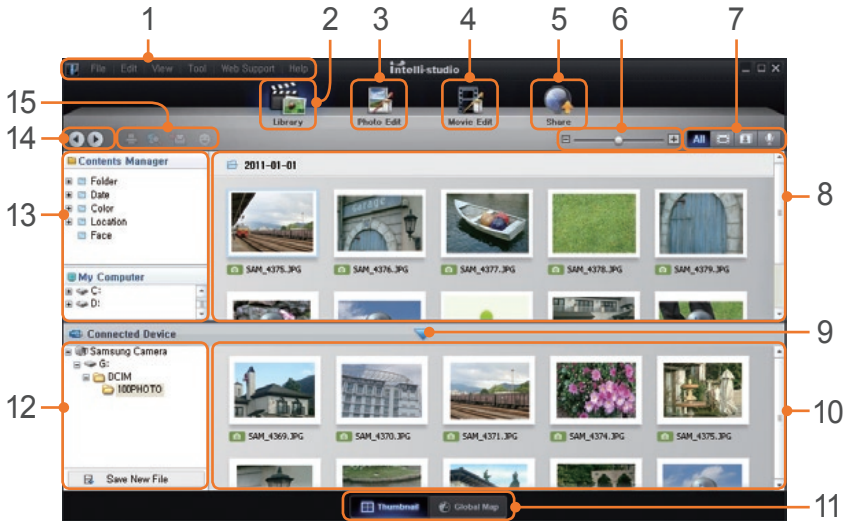 1 2 3 4 5 6 7
File Edit View Tool Web Support Help
intelli-studio
15
Library Photo Edit Movie Edit Share
14
All
Contents Manager
2011-01-01
Folder
Date
Color
Location
Face
13
8
SAM_4375.JPG SAM_4376.JPG SAM_4377.JPG SAM_4378.JPG SAM_4379.JPG
My Computer
C:
D:
Connected Device
9
Samsung Camera
G:
DCIM
100PHOTO
12
10
SAM_4369.JPG SAM_4370.JPG SAM_4371.JPG SAM_4374.JPG SAM_4375.JPG
Save New File
Thumbnail Global Map
11